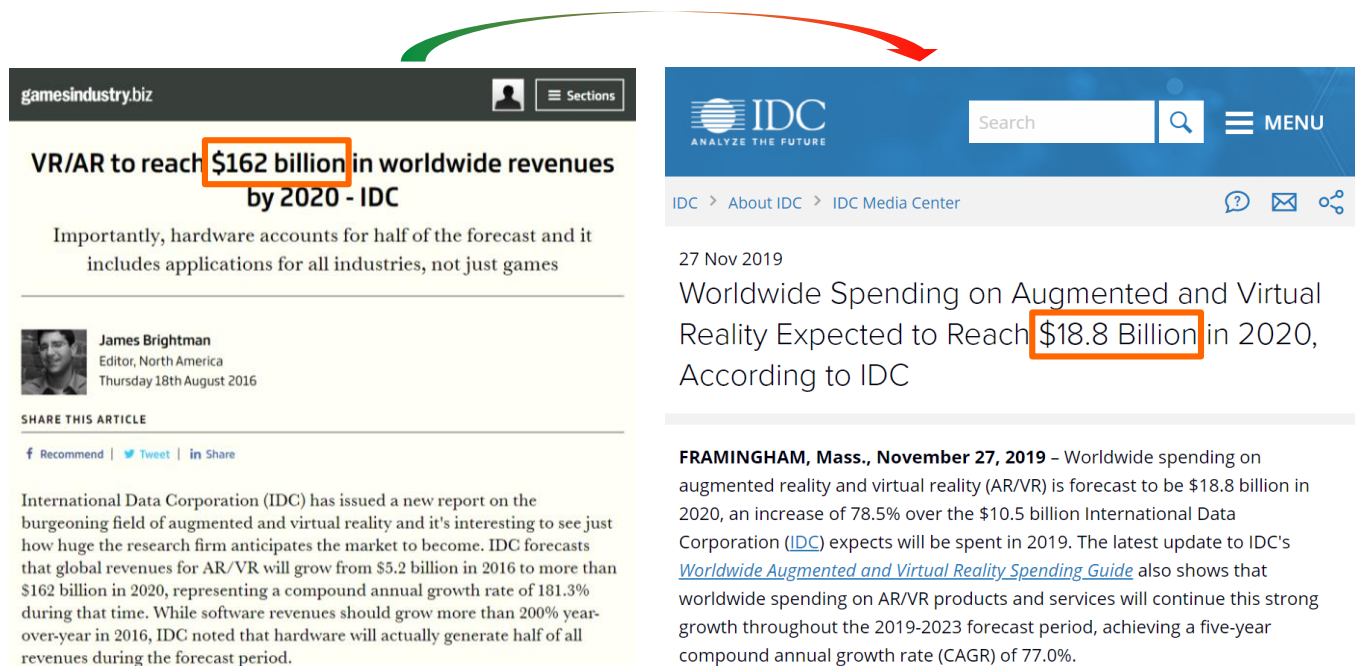 gamesindustry.biz
Sections
VR/AR to reach $162 billion in worldwide revenues
by 2020 - IDC
Importantly, hardware accounts for half of the forecast and it
includes applications for all industries, not just games
James Brightman
Editor, North America
Thursday 18th August 2016
SHARE THIS ARTICLE
f Recommend | Tweet | in Share
International Data Corporation (IDC) has issued a new report on the
burgeoning field of augmented and virtual reality and it's interesting to see just
how huge the research firm anticipates the market to become. IDC forecasts
that global revenues for AR/VR will grow from $5.2 billion in 2016 to more than
$162 billion in 2020, representing a compound annual growth rate of 181.3%
during that time. While software revenues should grow more than 200% year-
over-year in 2016, IDC noted that hardware will actually generate half of all
revenues during the forecast period.
IDC
ANALYZE THE FUTURE
Search
MENU
IDC > About IDC > IDC Media Center
27 Nov 2019
Worldwide Spending on Augmented and Virtual
Reality Expected to Reach $18.8 Billion in 2020,
According to IDC
FRAMINGHAM, Mass., November 27, 2019 – Worldwide spending on
augmented reality and virtual reality (AR/VR) is forecast to be $18.8 billion in
2020, an increase of 78.5% over the $10.5 billion International Data
Corporation (IDC) expects will be spent in 2019. The latest update to IDC's
Worldwide Augmented and Virtual Reality Spending Guide also shows that
worldwide spending on AR/VR products and services will continue this strong
growth throughout the 2019-2023 forecast period, achieving a five-year
compound annual growth rate (CAGR) of 77.0%.